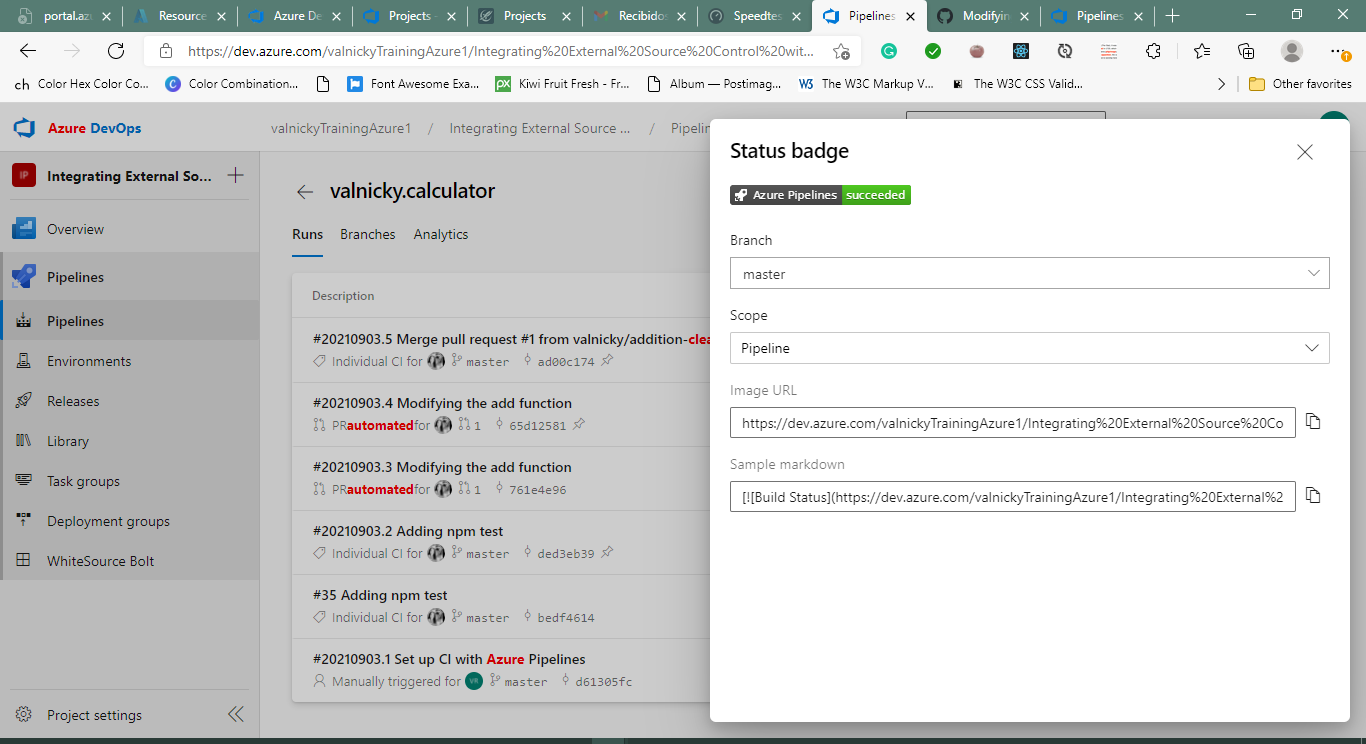 portal.az
Resource
Azure De
Projects -
Projects
Recibidos
Speedtes
Pipelines
Modifyin
Pipelines
https://dev.azure.com/valnickyTrainingAzure1/Integrating%20External%20Source%20Control%20wit...
ch Color Hex Color Co...
Color Combination...
Font Awesome Exa...
Kiwi Fruit Fresh - Fr...
Album — Postimag...
The W3C Markup V...
The W3C CSS Valid...
Other favorites
Azure DevOps
valnickyTrainingAzure1 / Integrating External Source ... / Pipelin
IP Integrating External So...
Overview
Pipelines
Pipelines
Environments
Releases
Library
Task groups
Deployment groups
WhiteSource Bolt
Project settings
valnicky.calculator
Runs Branches Analytics
Description
#20210903.5 Merge pull request #1 from valnicky/addition-clea
Individual CI for master ad00c174
#20210903.4 Modifying the add function
PR automated for 1 65d12581
#20210903.3 Modifying the add function
PR automated for 1 761e4e96
#20210903.2 Adding npm test
Individual CI for master ded3eb39
#35 Adding npm test
Individual CI for master bedf4614
#20210903.1 Set up CI with Azure Pipelines
Manually triggered for VR master d61305fc
Status badge
Azure Pipelines succeeded
Branch
master
Scope
Pipeline
Image URL
https://dev.azure.com/valnickyTrainingAzure1/Integrating%20External%20Source%20Co
Sample markdown
[![Build Status](https://dev.azure.com/valnickyTrainingAzure1/Integrating%20External%2